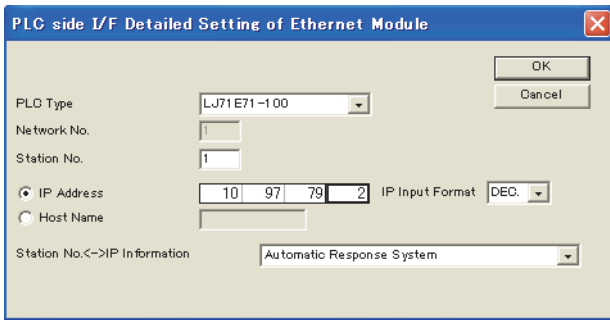 PLC side I/F Detailed Setting of Ethernet Module
OK
Cancel
PLC Type LJ71E71-100
Network No. 1
Station No. 1
IP Address 10 97 79 2 IP Input Format DEC.
Host Name
Station No.<->IP Information Automatic Response System